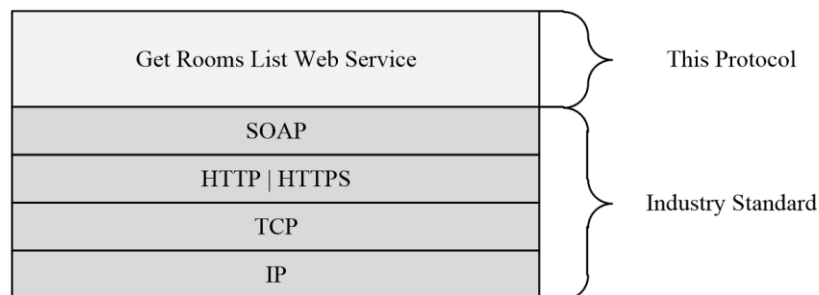 Get Rooms List Web Service
This Protocol
SOAP
HTTP | HTTPS
TCP
IP
Industry Standard